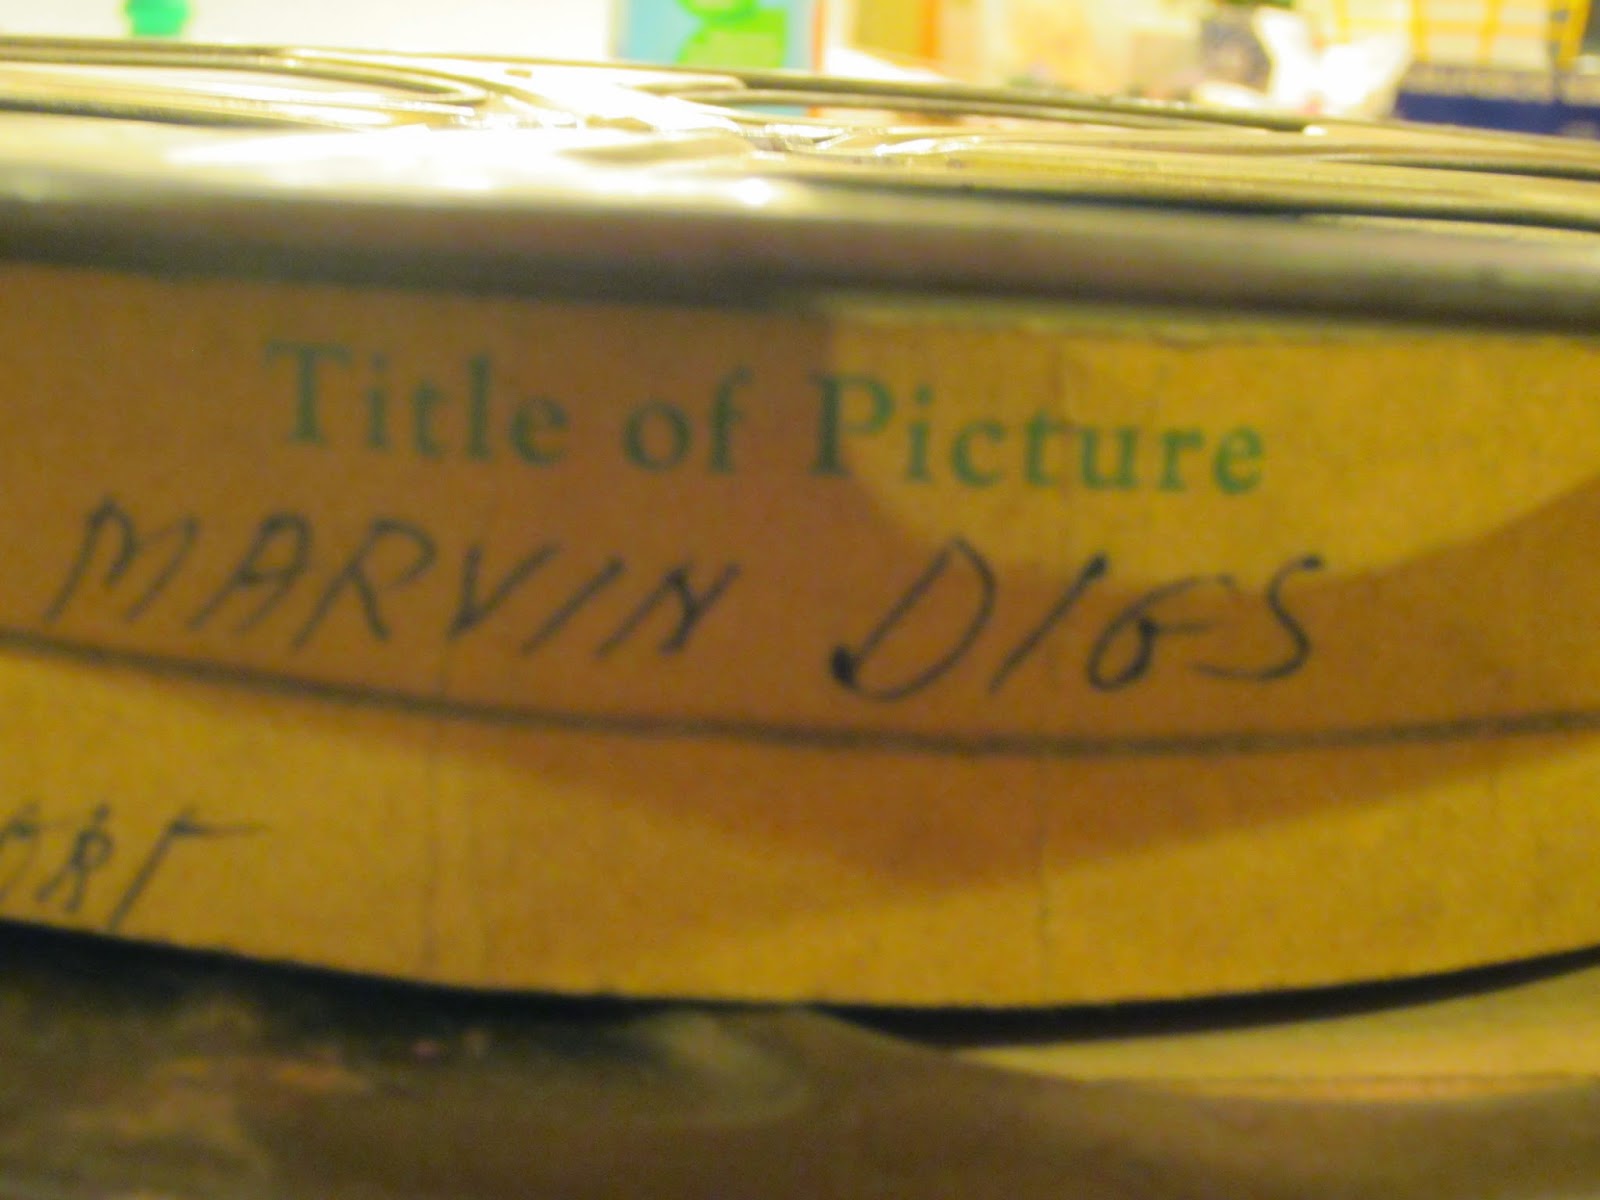 Title of Picture
MARVIN DIGS